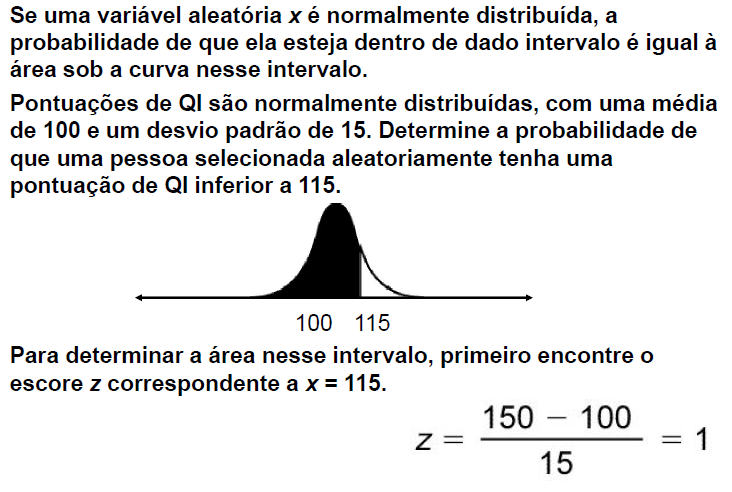 Se uma variável aleatória x é normalmente distribuída, a
probabilidade de que ela esteja dentro de dado intervalo é igual à
área sob a curva nesse intervalo.
Pontuações de QI são normalmente distribuídas, com uma média
de 100 e um desvio padrão de 15. Determine a probabilidade de
que uma pessoa selecionada aleatoriamente tenha uma
pontuação de QI inferior a 115.
100 115
Para determinar a área nesse intervalo, primeiro encontre o
escore z correspondente a x = 115.
z = (150 − 100) / 15 = 1